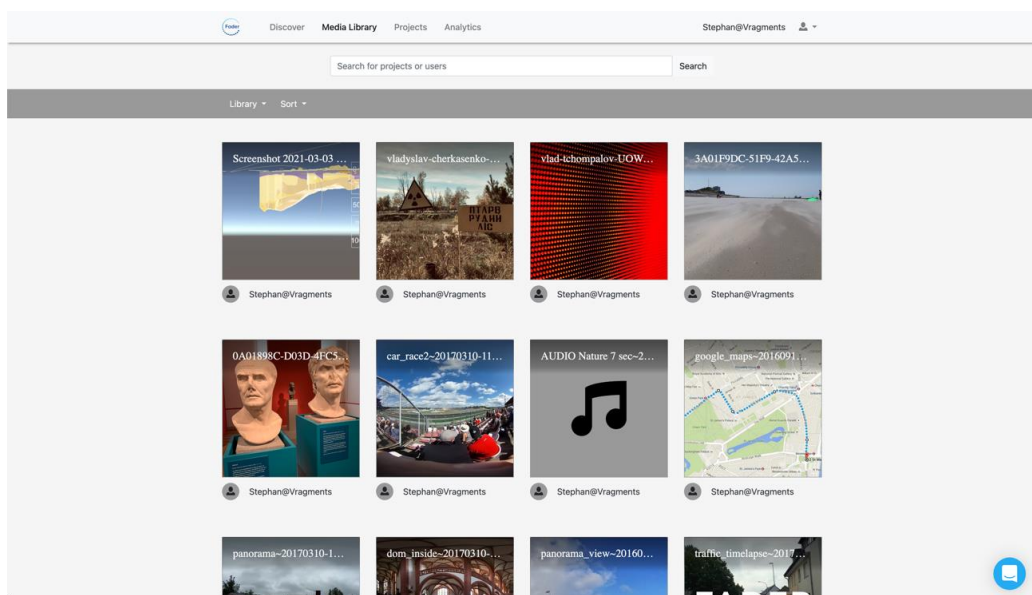 Fader
Discover
Media Library
Projects
Analytics
Stephan@Vragments
Search for projects or users
Search
Library
Sort
Screenshot 2021-03-03 ...
vladyslav-cherkasenko-...
vlad-tchompalov-UOW...
3A01F9DC-51F9-42A5...
50
100
Stephan@Vragments
Stephan@Vragments
Stephan@Vragments
Stephan@Vragments
0A01898C-D03D-4FC5...
car_race2~20170310-11...
AUDIO Nature 7 sec~2...
google_maps~2016091...
Stephan@Vragments
Stephan@Vragments
Stephan@Vragments
Stephan@Vragments
panorama~20170310-1...
dom_inside~20170310-...
panorama_view~20160...
traffic_timelapse~2017...